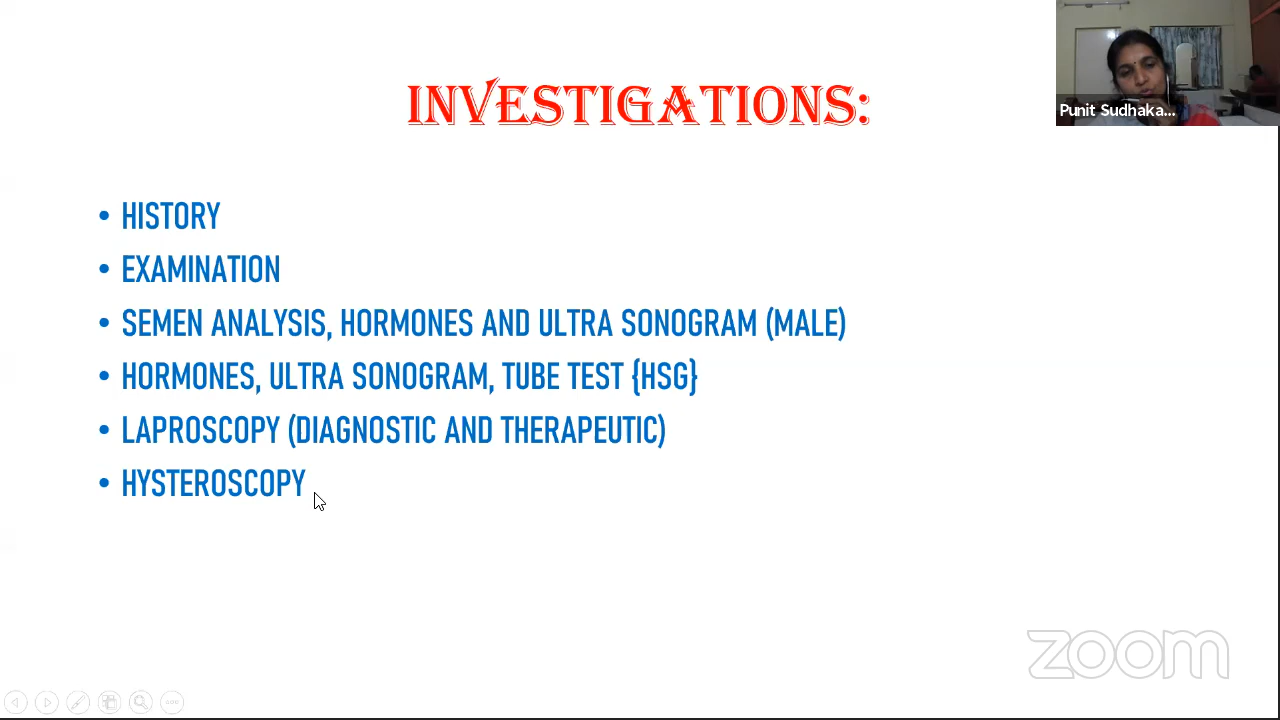 INVESTIGATIONS:
Punit Sudhaka...
• HISTORY
• EXAMINATION
• SEMEN ANALYSIS, HORMONES AND ULTRA SONOGRAM (MALE)
• HORMONES, ULTRA SONOGRAM, TUBE TEST {HSG}
• LAPROSCOPY (DIAGNOSTIC AND THERAPEUTIC)
• HYSTEROSCOPY
zoom